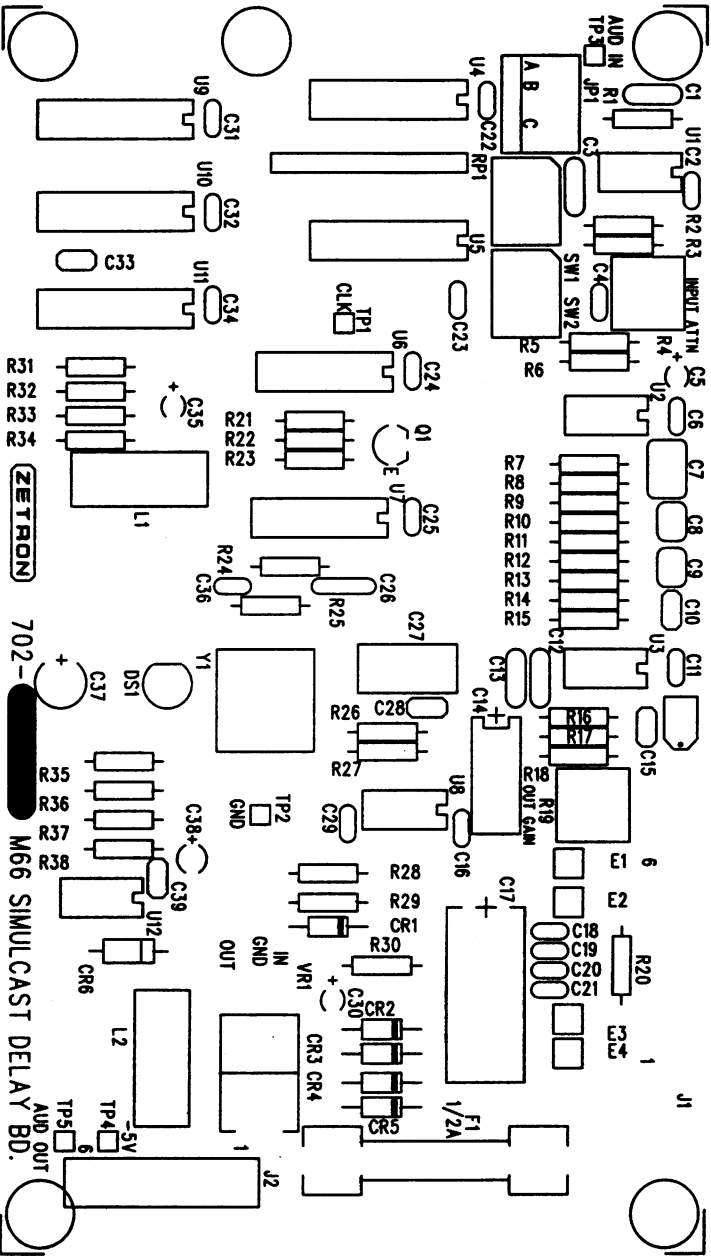 AUD IN
TP3
A B C
JP1
R1
C1
U1
C2
C3
R2
R3
U4
C22
RP1
U5
SW1
SW2
C4
INPUT ATTN
R4
U9
C31
U10
C32
C33
U11
C34
CLK
TP1
C23
R5
R6
+
C5
U2
C6
U6
C24
R31
R32
R33
R34
+
C35
R21
R22
R23
Q1
E
L1
U7
C25
R7
R8
R9
R10
R11
R12
R13
R14
R15
C7
C8
C9
C10
ZETRON
R24
C36
R25
C26
702-
+
C37
DS1
Y1
C27
C28
C13
C12
U3
C11
C14
+
R26
R27
R16
R17
R18
C15
R19
OUT GAIN
R35
R36
R37
R38
C38
+
C39
U12
TP2
GND
C29
U8
C16
E1
6
E2
R28
R29
CR1
C17
+
C18
C19
C20
C21
R20
M66 SIMULCAST DELAY BD.
CR6
OUT
GND
IN
VR1
R30
+
C30
CR2
CR3
CR4
CR5
E3
E4
1
J1
L2
F1
1/2A
AUD OUT
TP5
TP4
-5V
6
1
J2